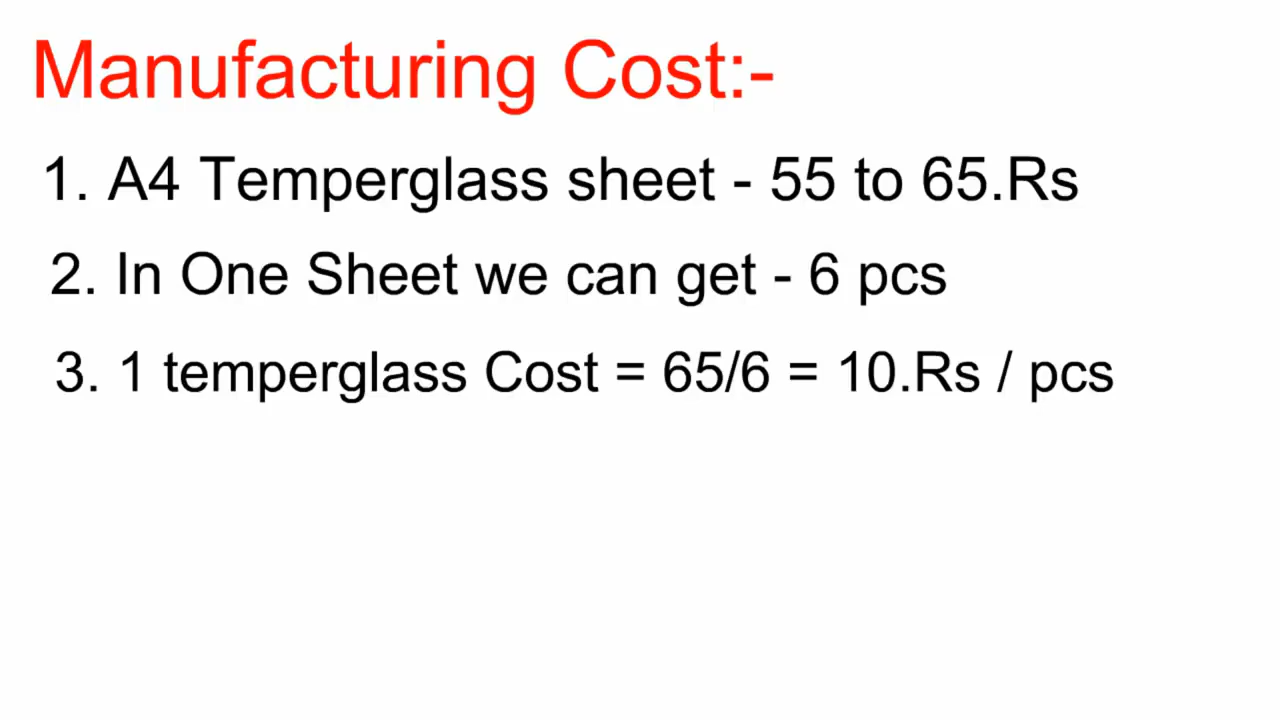 Manufacturing Cost:-
1. A4 Temperglass sheet - 55 to 65.Rs
2. In One Sheet we can get - 6 pcs
3. 1 temperglass Cost = 65/6 = 10.Rs / pcs